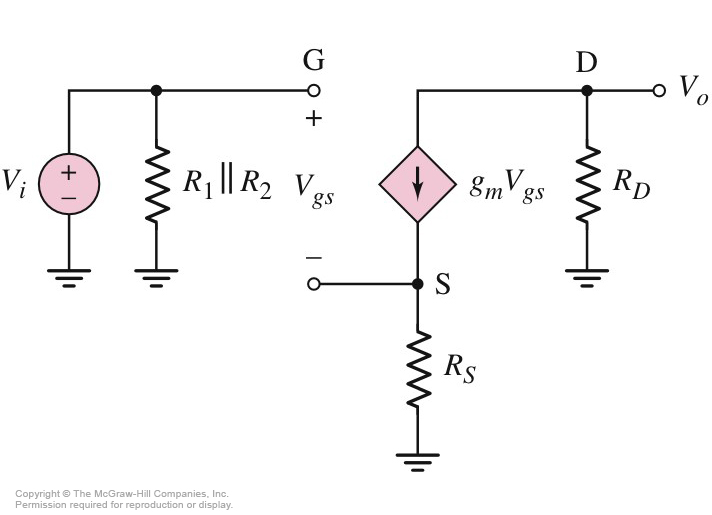 G
D
V_o
+
V_i
+
−
R_1 || R_2
V_gs
g_m V_gs
R_D
−
S
R_S
Copyright © The McGraw-Hill Companies, Inc.
Permission required for reproduction or display.